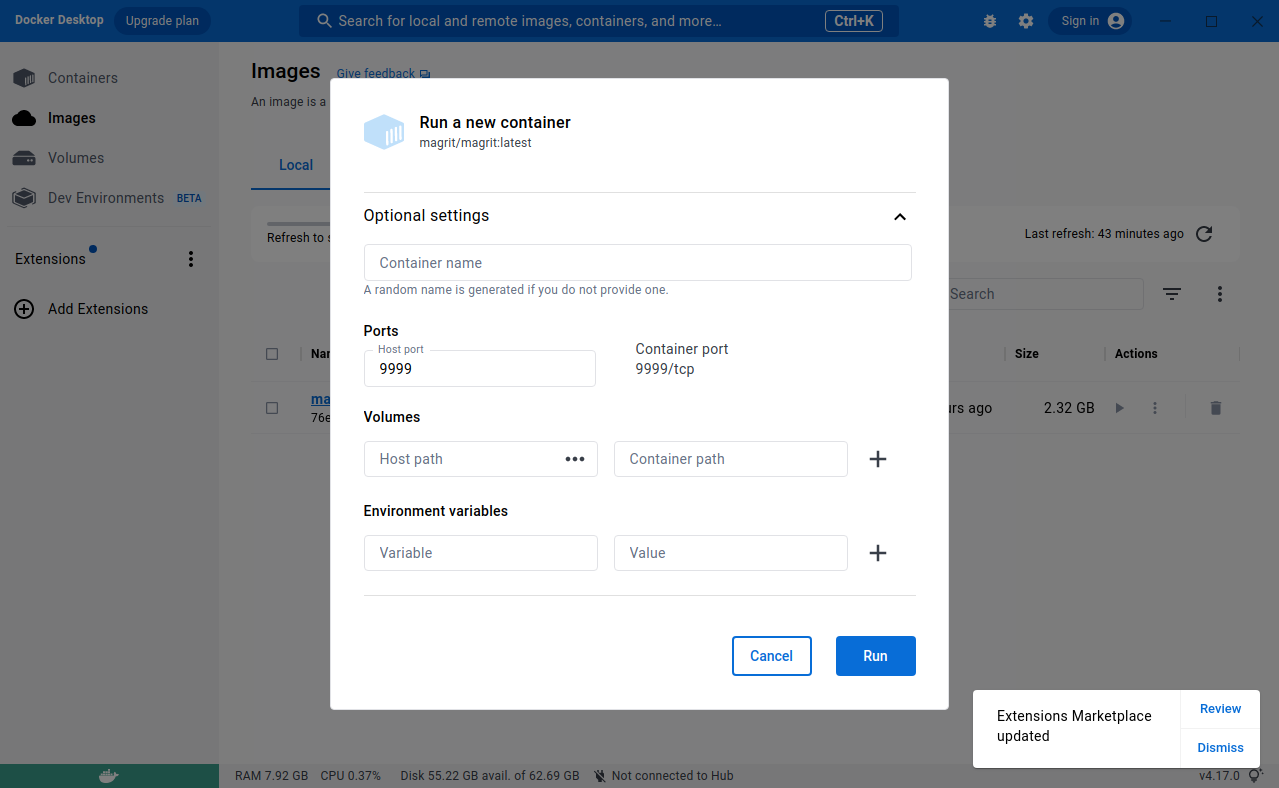 Docker Desktop
Upgrade plan
Search for local and remote images, containers, and more...
Ctrl+K
Sign in
Containers
Images
Volumes
Dev Environments BETA
Extensions
Add Extensions
Images Give feedback
An image is a
Local
Refresh to
Last refresh: 43 minutes ago
Search
Size
Actions
ma
76e
ago
2.32 GB
Run a new container
magrit/magrit:latest
Optional settings
Container name
A random name is generated if you do not provide one.
Ports
Host port
9999
Container port
9999/tcp
Volumes
Host path
Container path
Environment variables
Variable
Value
Cancel
Run
Extensions Marketplace
updated
Review
Dismiss
RAM 7.92 GB CPU 0.37% Disk 55.22 GB avail. of 62.69 GB Not connected to Hub
v4.17.0